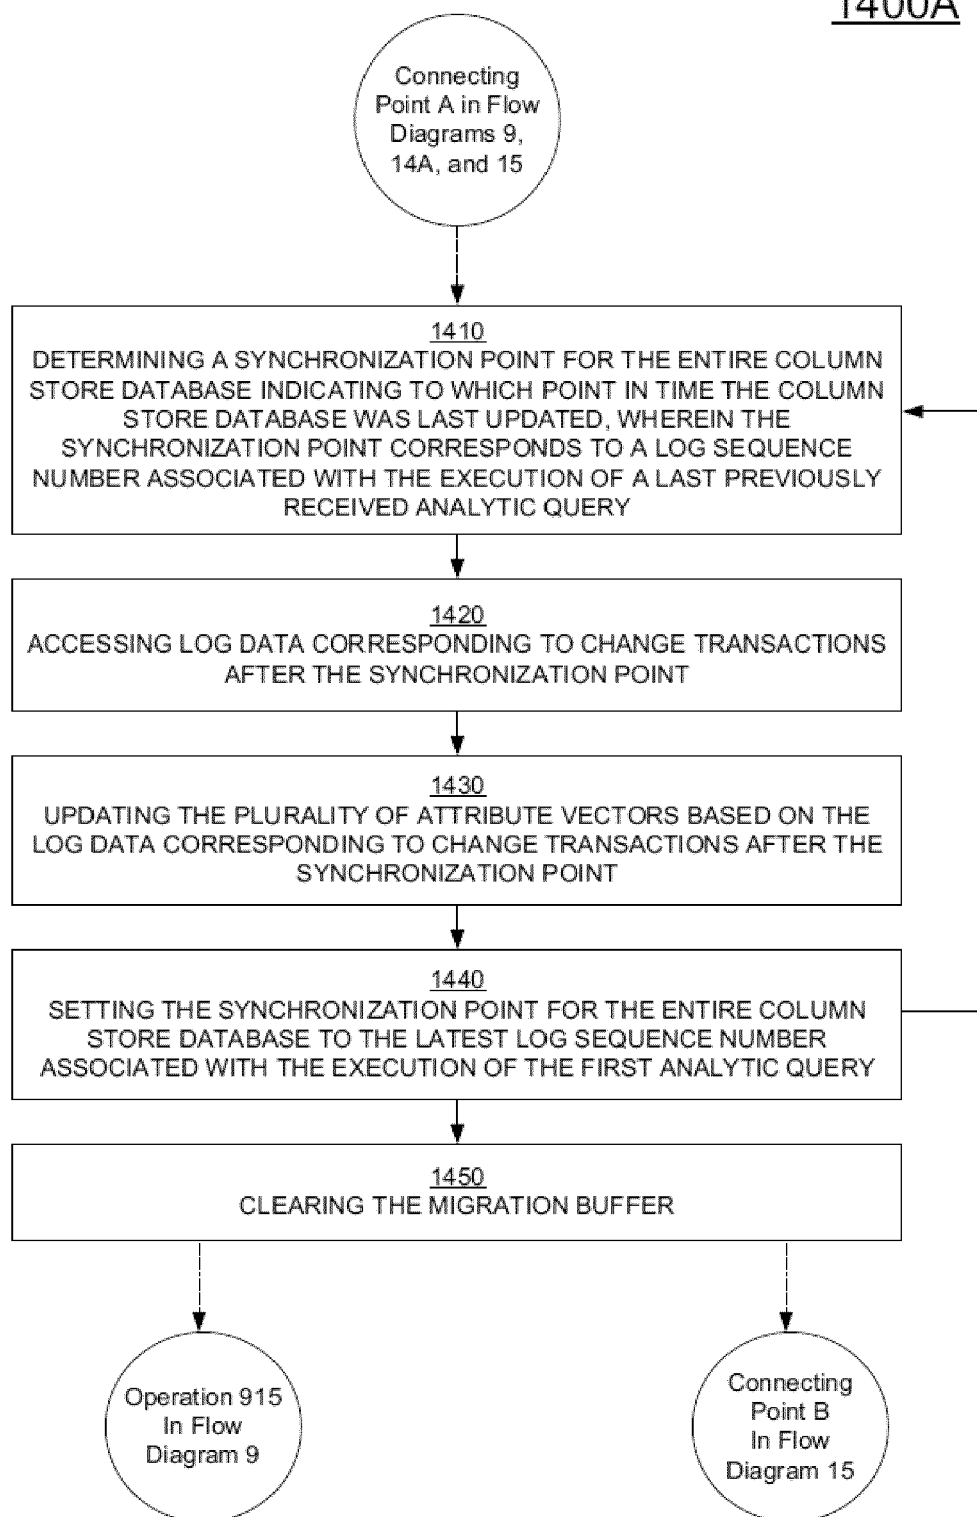 1400A
Connecting
Point A in Flow
Diagrams 9,
14A, and 15
1410
DETERMINING A SYNCHRONIZATION POINT FOR THE ENTIRE COLUMN
STORE DATABASE INDICATING TO WHICH POINT IN TIME THE COLUMN
STORE DATABASE WAS LAST UPDATED, WHEREIN THE
SYNCHRONIZATION POINT CORRESPONDS TO A LOG SEQUENCE
NUMBER ASSOCIATED WITH THE EXECUTION OF A LAST PREVIOUSLY
RECEIVED ANALYTIC QUERY
1420
ACCESSING LOG DATA CORRESPONDING TO CHANGE TRANSACTIONS
AFTER THE SYNCHRONIZATION POINT
1430
UPDATING THE PLURALITY OF ATTRIBUTE VECTORS BASED ON THE
LOG DATA CORRESPONDING TO CHANGE TRANSACTIONS AFTER THE
SYNCHRONIZATION POINT
1440
SETTING THE SYNCHRONIZATION POINT FOR THE ENTIRE COLUMN
STORE DATABASE TO THE LATEST LOG SEQUENCE NUMBER
ASSOCIATED WITH THE EXECUTION OF THE FIRST ANALYTIC QUERY
1450
CLEARING THE MIGRATION BUFFER
Operation 915
In Flow
Diagram 9
Connecting
Point B
In Flow
Diagram 15